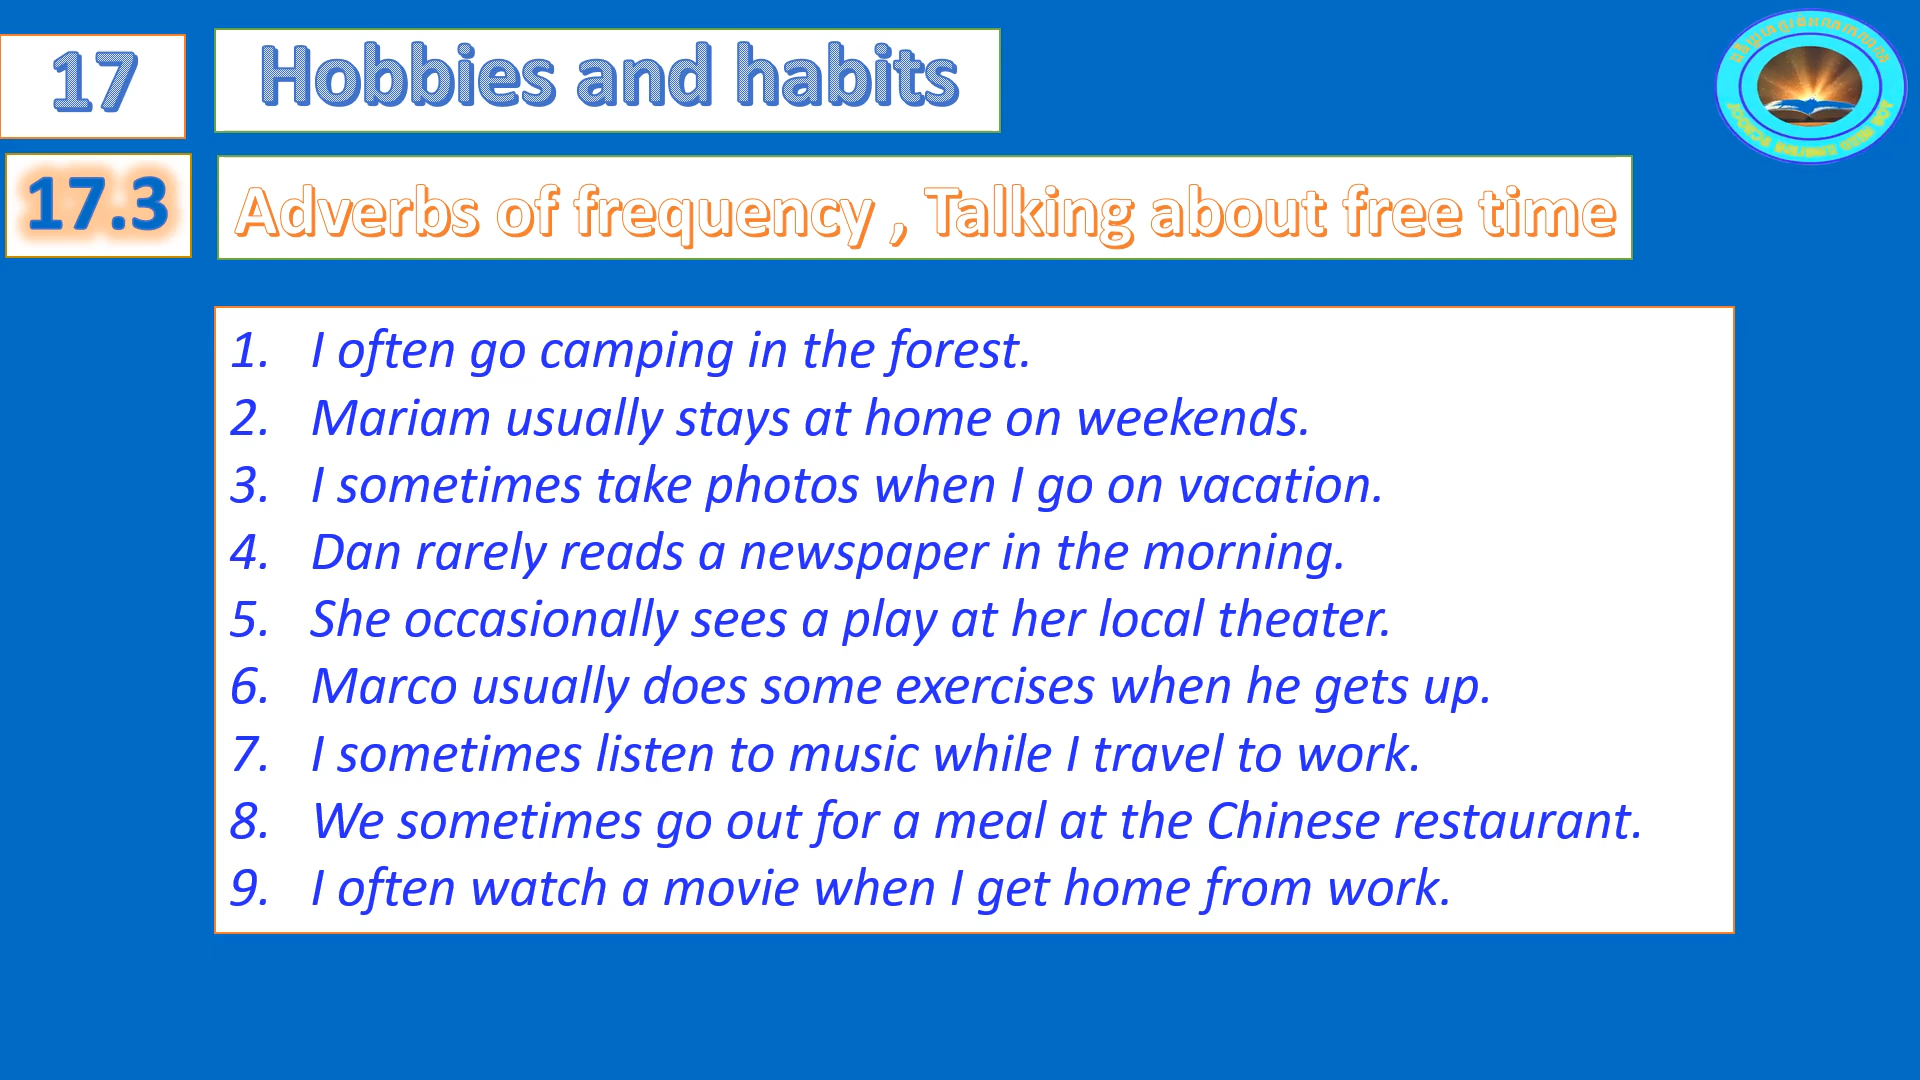 17
Hobbies and habits
17.3
Adverbs of frequency , Talking about free time
1. I often go camping in the forest.
2. Mariam usually stays at home on weekends.
3. I sometimes take photos when I go on vacation.
4. Dan rarely reads a newspaper in the morning.
5. She occasionally sees a play at her local theater.
6. Marco usually does some exercises when he gets up.
7. I sometimes listen to music while I travel to work.
8. We sometimes go out for a meal at the Chinese restaurant.
9. I often watch a movie when I get home from work.